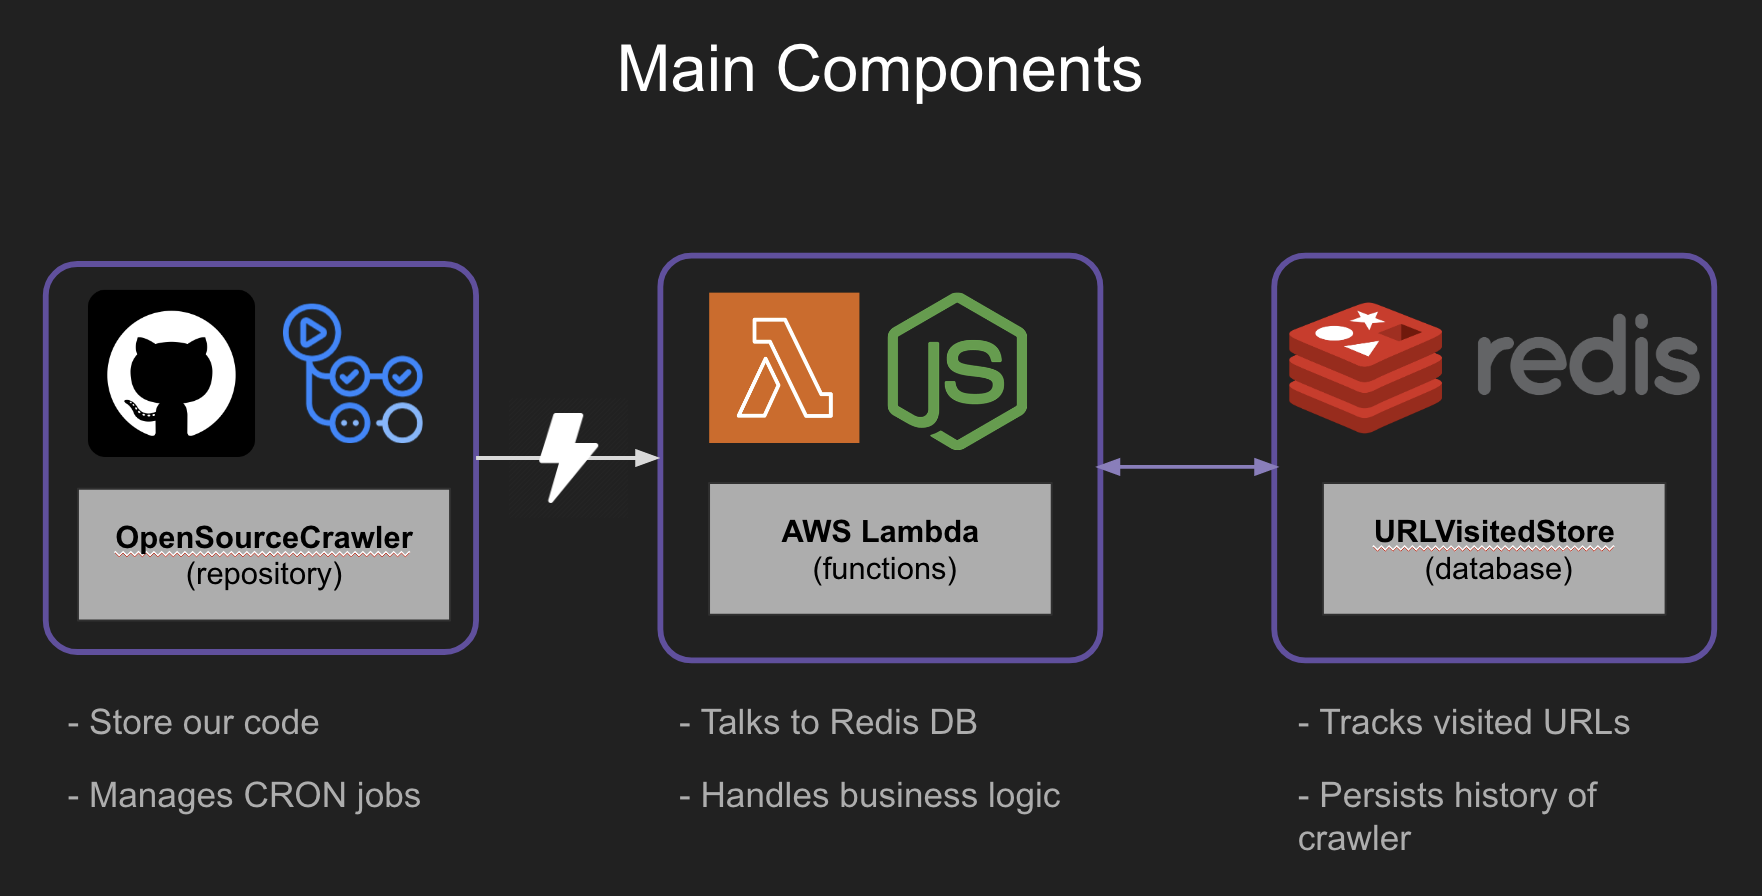 Main Components
JS
redis
OpenSourceCrawler
(repository)
AWS Lambda
(functions)
URLVisitedStore
(database)
- Store our code
- Manages CRON jobs
- Talks to Redis DB
- Handles business logic
- Tracks visited URLs
- Persists history of
crawler